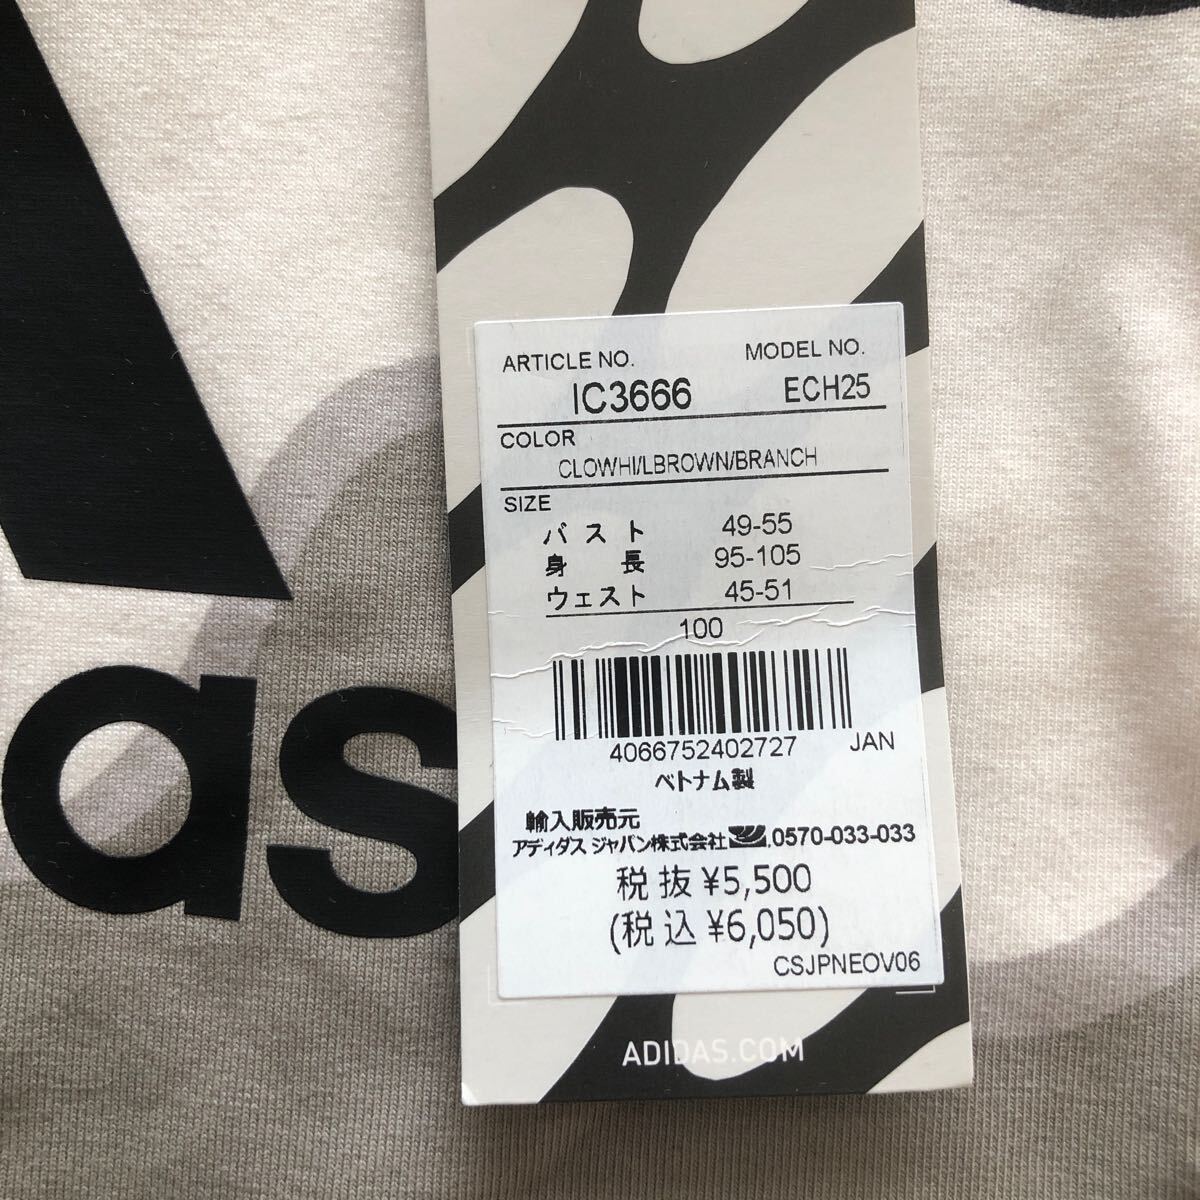 ARTICLE NO. MODEL NO.
IC3666 ECH25
COLOR
CLOWHI/LBROWN/BRANCH
SIZE
バスト 49-55
身長 95-105
ウェスト 45-51
100
4066752402727 JAN
ベトナム製
輸入販売元
アディダス ジャパン株式会社 0570-033-033
税抜 ¥5,500
(税込 ¥6,050)
CSJPNEOV06
ADIDAS.COM
as